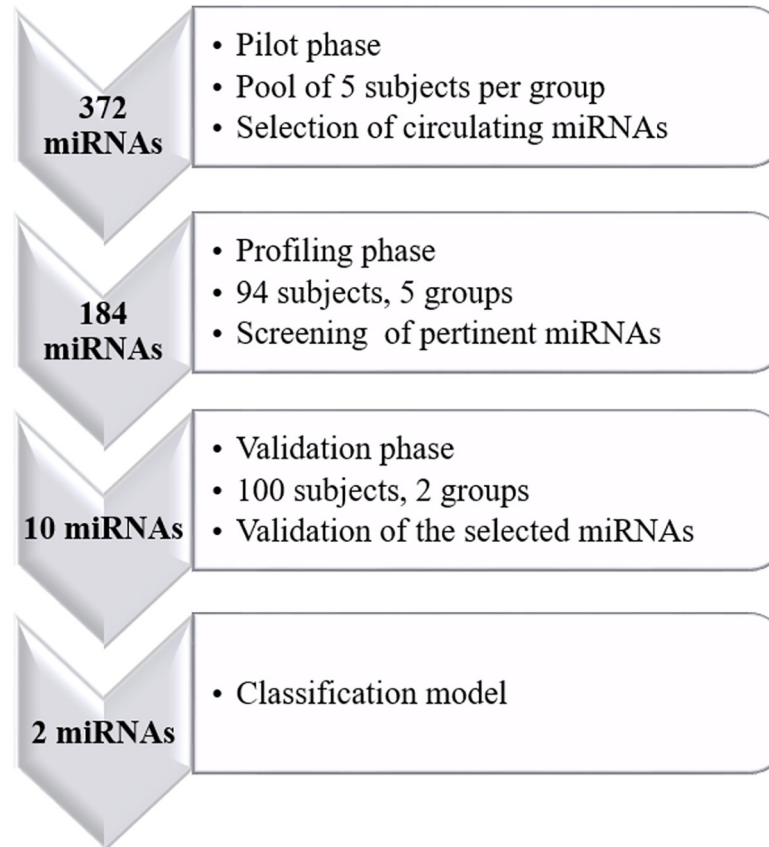 372
miRNAs
• Pilot phase
• Pool of 5 subjects per group
• Selection of circulating miRNAs
184
miRNAs
• Profiling phase
• 94 subjects, 5 groups
• Screening  of pertinent miRNAs
10 miRNAs
• Validation phase
• 100 subjects, 2 groups
• Validation of the selected miRNAs
2 miRNAs
• Classification model